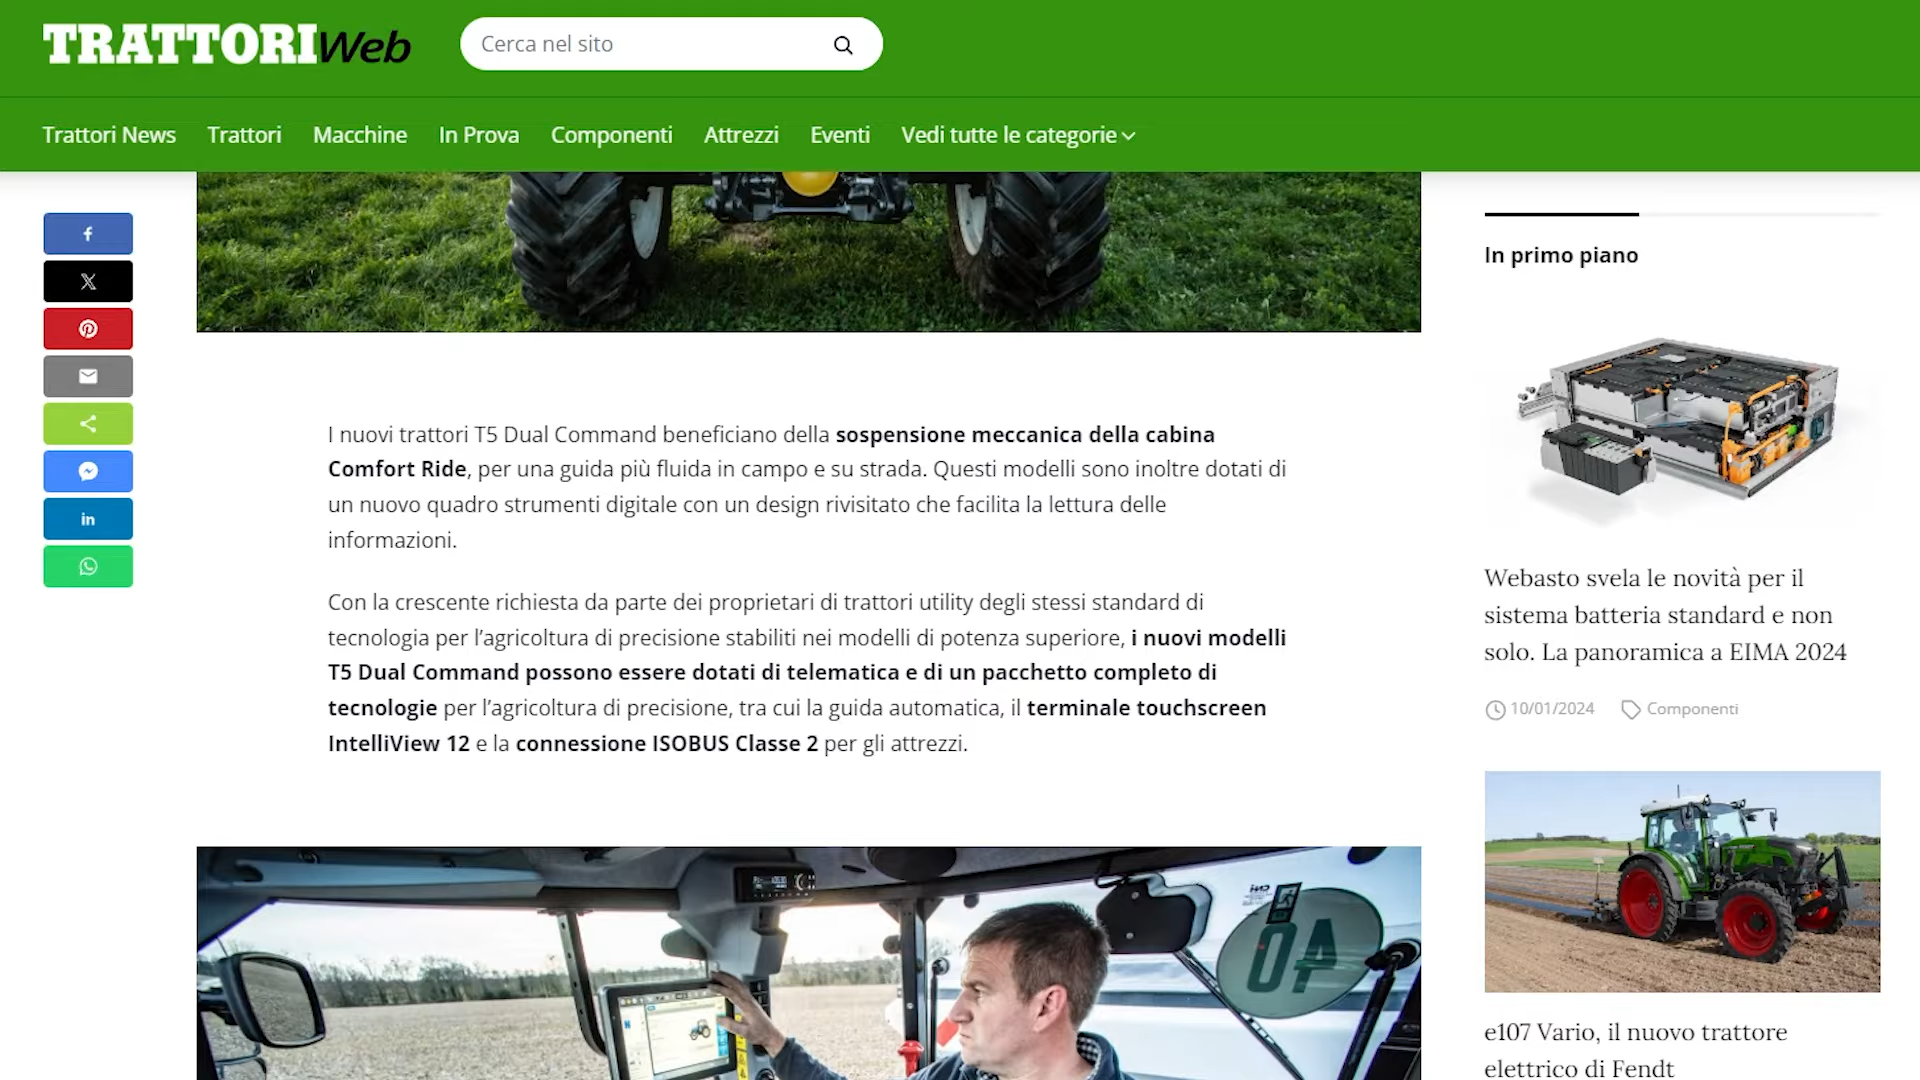 TRATTORIWeb
Cerca nel sito
Trattori News
Trattori
Macchine
In Prova
Componenti
Attrezzi
Eventi
Vedi tutte le categorie
I nuovi trattori T5 Dual Command beneficiano della sospensione meccanica della cabina
Comfort Ride, per una guida più fluida in campo e su strada. Questi modelli sono inoltre dotati di
un nuovo quadro strumenti digitale con un design rivisitato che facilita la lettura delle
informazioni.
Con la crescente richiesta da parte dei proprietari di trattori utility degli stessi standard di
tecnologia per l’agricoltura di precisione stabiliti nei modelli di potenza superiore, i nuovi modelli
T5 Dual Command possono essere dotati di telematica e di un pacchetto completo di
tecnologie per l’agricoltura di precisione, tra cui la guida automatica, il terminale touchscreen
IntelliView 12 e la connessione ISOBUS Classe 2 per gli attrezzi.
40
In primo piano
Webasto svela le novità per il
sistema batteria standard e non
solo. La panoramica a EIMA 2024
10/01/2024
Componenti
e107 Vario, il nuovo trattore
elettrico di Fendt